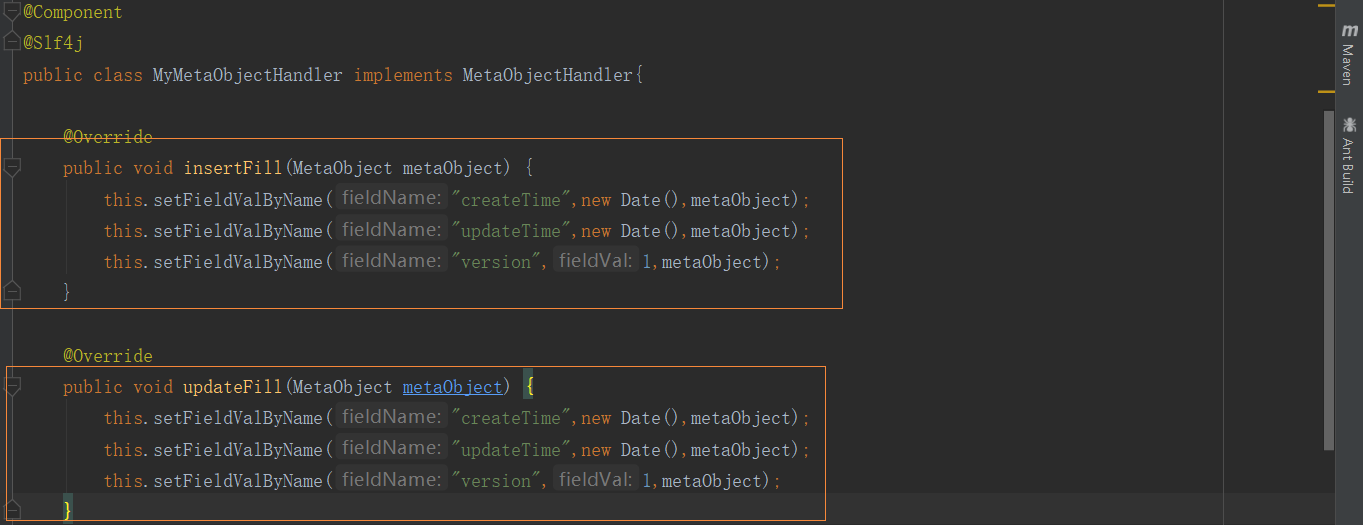 @Component
@Slf4j
public class MyMetaObjectHandler implements MetaObjectHandler{
@Override
public void insertFill(MetaObject metaObject) {
this.setFieldValByName( fieldName: "createTime",new Date(),metaObject);
this.setFieldValByName( fieldName: "updateTime",new Date(),metaObject);
this.setFieldValByName( fieldName: "version", fieldVal: 1,metaObject);
}
@Override
public void updateFill(MetaObject metaObject) {
this.setFieldValByName( fieldName: "createTime",new Date(),metaObject);
this.setFieldValByName( fieldName: "updateTime",new Date(),metaObject);
this.setFieldValByName( fieldName: "version", fieldVal: 1,metaObject);
}
m
Maven
Ant Build